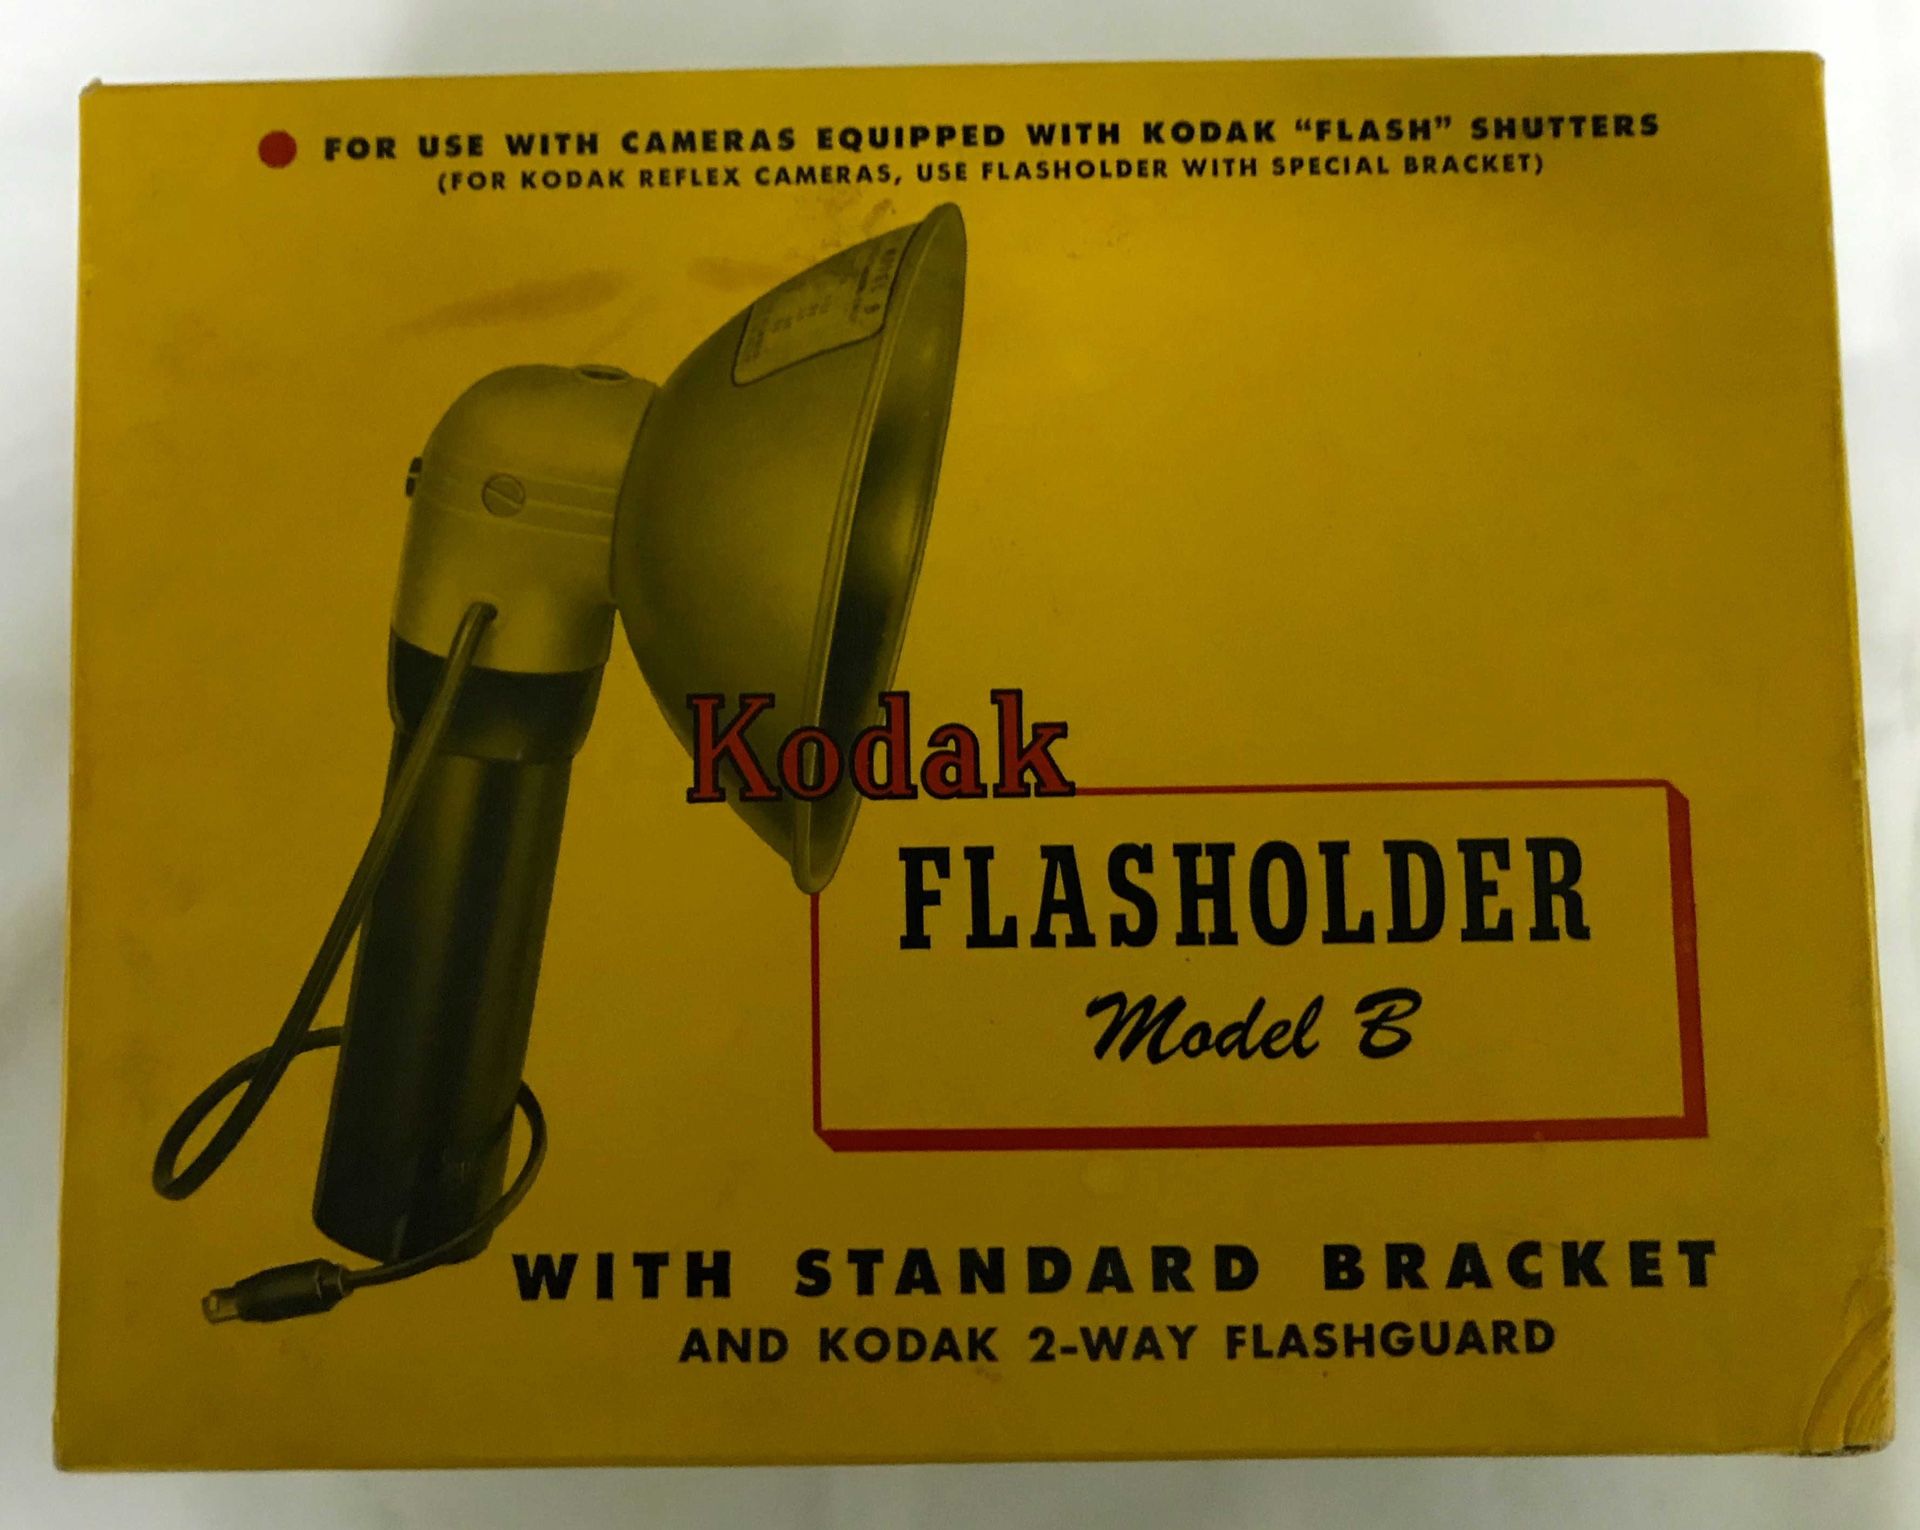 FOR USE WITH CAMERAS EQUIPPED WITH KODAK “FLASH” SHUTTERS
(FOR KODAK REFLEX CAMERAS, USE FLASHOLDER WITH SPECIAL BRACKET)
MODEL B
Kodak
FLASHOLDER
Model B
WITH STANDARD BRACKET
AND KODAK 2-WAY FLASHGUARD